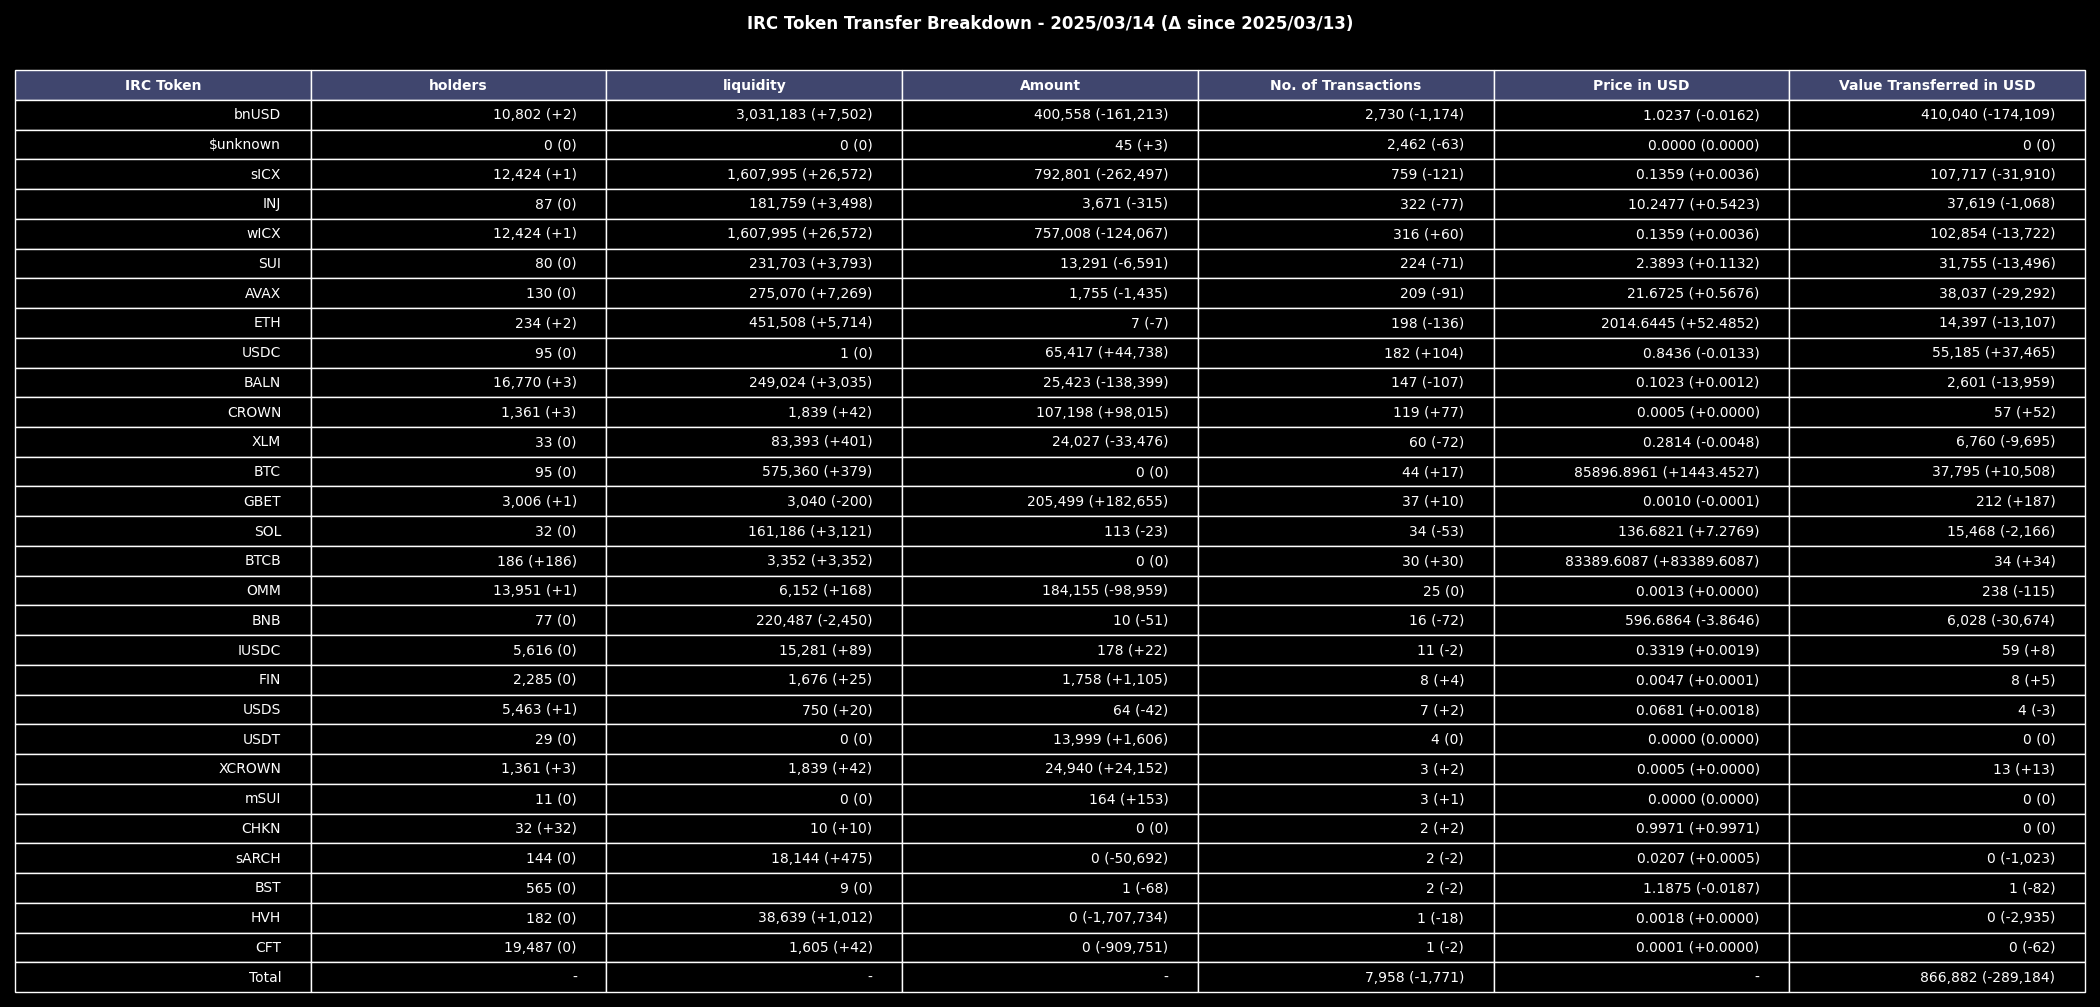 IRC Token Transfer Breakdown - 2025/03/14 (Δ since 2025/03/13)
IRC Token holders liquidity Amount No. of Transactions Price in USD Value Transferred in USD
bnUSD 10,802 (+2) 3,031,183 (+7,502) 400,558 (-161,213) 2,730 (-1,174) 1.0237 (-0.0162) 410,040 (-174,109)
$unknown 0 (0) 0 (0) 45 (+3) 2,462 (-63) 0.0000 (0.0000) 0 (0)
sICX 12,424 (+1) 1,607,995 (+26,572) 792,801 (-262,497) 759 (-121) 0.1359 (+0.0036) 107,717 (-31,910)
INJ 87 (0) 181,759 (+3,498) 3,671 (-315) 322 (-77) 10.2477 (+0.5423) 37,619 (-1,068)
wICX 12,424 (+1) 1,607,995 (+26,572) 757,008 (-124,067) 316 (+60) 0.1359 (+0.0036) 102,854 (-13,722)
SUI 80 (0) 231,703 (+3,793) 13,291 (-6,591) 224 (-71) 2.3893 (+0.1132) 31,755 (-13,496)
AVAX 130 (0) 275,070 (+7,269) 1,755 (-1,435) 209 (-91) 21.6725 (+0.5676) 38,037 (-29,292)
ETH 234 (+2) 451,508 (+5,714) 7 (-7) 198 (-136) 2014.6445 (+52.4852) 14,397 (-13,107)
USDC 95 (0) 1 (0) 65,417 (+44,738) 182 (+104) 0.8436 (-0.0133) 55,185 (+37,465)
BALN 16,770 (+3) 249,024 (+3,035) 25,423 (-138,399) 147 (-107) 0.1023 (+0.0012) 2,601 (-13,959)
CROWN 1,361 (+3) 1,839 (+42) 107,198 (+98,015) 119 (+77) 0.0005 (+0.0000) 57 (+52)
XLM 33 (0) 83,393 (+401) 24,027 (-33,476) 60 (-72) 0.2814 (-0.0048) 6,760 (-9,695)
BTC 95 (0) 575,360 (+379) 0 (0) 44 (+17) 85896.8961 (+1443.4527) 37,795 (+10,508)
GBET 3,006 (+1) 3,040 (-200) 205,499 (+182,655) 37 (+10) 0.0010 (-0.0001) 212 (+187)
SOL 32 (0) 161,186 (+3,121) 113 (-23) 34 (-53) 136.6821 (+7.2769) 15,468 (-2,166)
BTCB 186 (+186) 3,352 (+3,352) 0 (0) 30 (+30) 83389.6087 (+83389.6087) 34 (+34)
OMM 13,951 (+1) 6,152 (+168) 184,155 (-98,959) 25 (0) 0.0013 (+0.0000) 238 (-115)
BNB 77 (0) 220,487 (-2,450) 10 (-51) 16 (-72) 596.6864 (-3.8646) 6,028 (-30,674)
IUSDC 5,616 (0) 15,281 (+89) 178 (+22) 11 (-2) 0.3319 (+0.0019) 59 (+8)
FIN 2,285 (0) 1,676 (+25) 1,758 (+1,105) 8 (+4) 0.0047 (+0.0001) 8 (+5)
USDS 5,463 (+1) 750 (+20) 64 (-42) 7 (+2) 0.0681 (+0.0018) 4 (-3)
USDT 29 (0) 0 (0) 13,999 (+1,606) 4 (0) 0.0000 (0.0000) 0 (0)
XCROWN 1,361 (+3) 1,839 (+42) 24,940 (+24,152) 3 (+2) 0.0005 (+0.0000) 13 (+13)
mSUI 11 (0) 0 (0) 164 (+153) 3 (+1) 0.0000 (0.0000) 0 (0)
CHKN 32 (+32) 10 (+10) 0 (0) 2 (+2) 0.9971 (+0.9971) 0 (0)
sARCH 144 (0) 18,144 (+475) 0 (-50,692) 2 (-2) 0.0207 (+0.0005) 0 (-1,023)
BST 565 (0) 9 (0) 1 (-68) 2 (-2) 1.1875 (-0.0187) 1 (-82)
HVH 182 (0) 38,639 (+1,012) 0 (-1,707,734) 1 (-18) 0.0018 (+0.0000) 0 (-2,935)
CFT 19,487 (0) 1,605 (+42) 0 (-909,751) 1 (-2) 0.0001 (+0.0000) 0 (-62)
Total - - - 7,958 (-1,771) - 866,882 (-289,184)